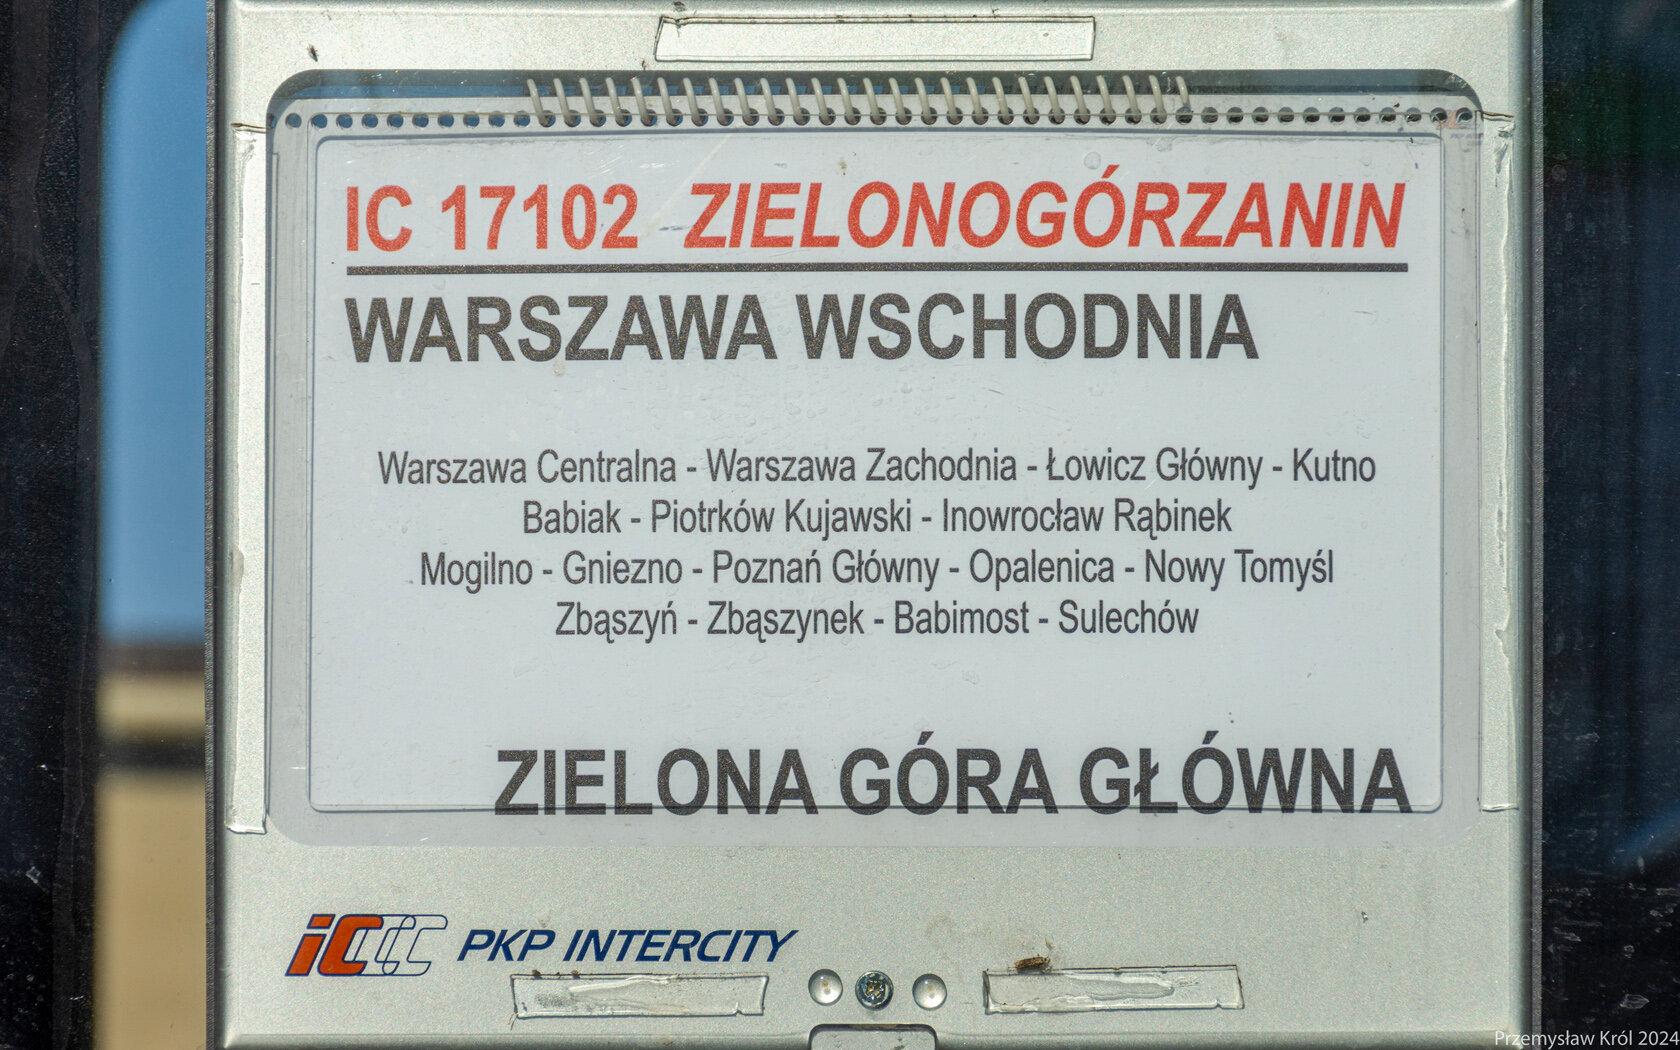 IC 17102 ZIELONOGÓRZANIN
WARSZAWA WSCHODNIA
Warszawa Centralna - Warszawa Zachodnia - Łowicz Główny - Kutno
Babiak - Piotrków Kujawski - Inowrocław Rąbinek
Mogilno - Gniezno - Poznań Główny - Opalenica - Nowy Tomyśl
Zbąszyń - Zbąszynek - Babimost - Sulechów
ZIELONA GÓRA GŁÓWNA
iC PKP INTERCITY
Przemysław Król 2024